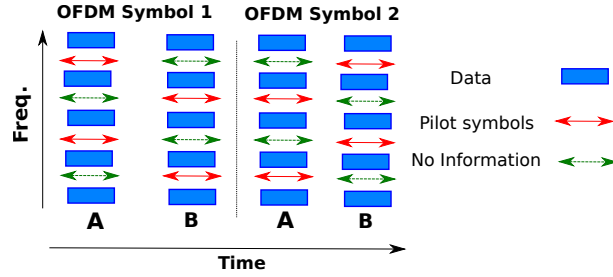 OFDM Symbol 1
OFDM Symbol 2
Freq.
Data
Pilot symbols
No Information
A
B
A
B
Time